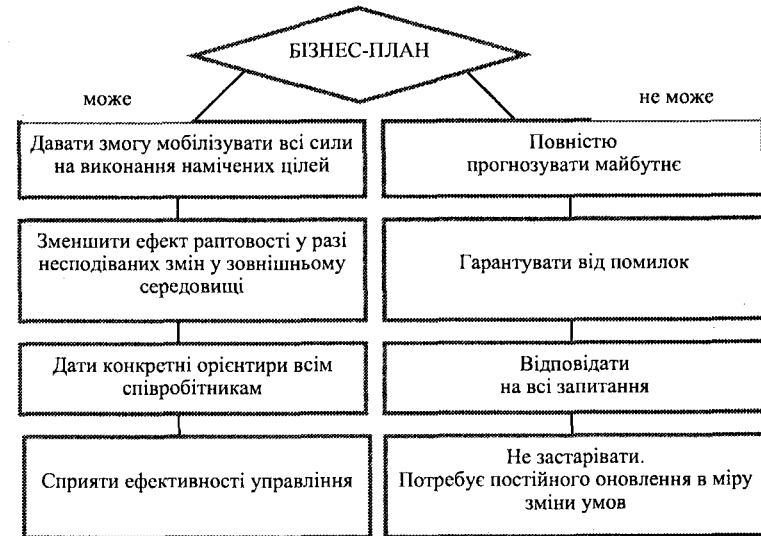 БІЗНЕС-ПЛАН
може
не може
Давати змогу мобілізувати всі сили
на виконання намічених цілей
Повністю
прогнозувати майбутнє
Зменшити ефект раптовості у разі
несподіваних змін у зовнішньому
середовищі
Гарантувати від помилок
Дати конкретні орієнтири всім
співробітникам
Відповідати
на всі запитання
Сприяти ефективності управління
Не застарівати.
Потребує постійного оновлення в міру
зміни умов